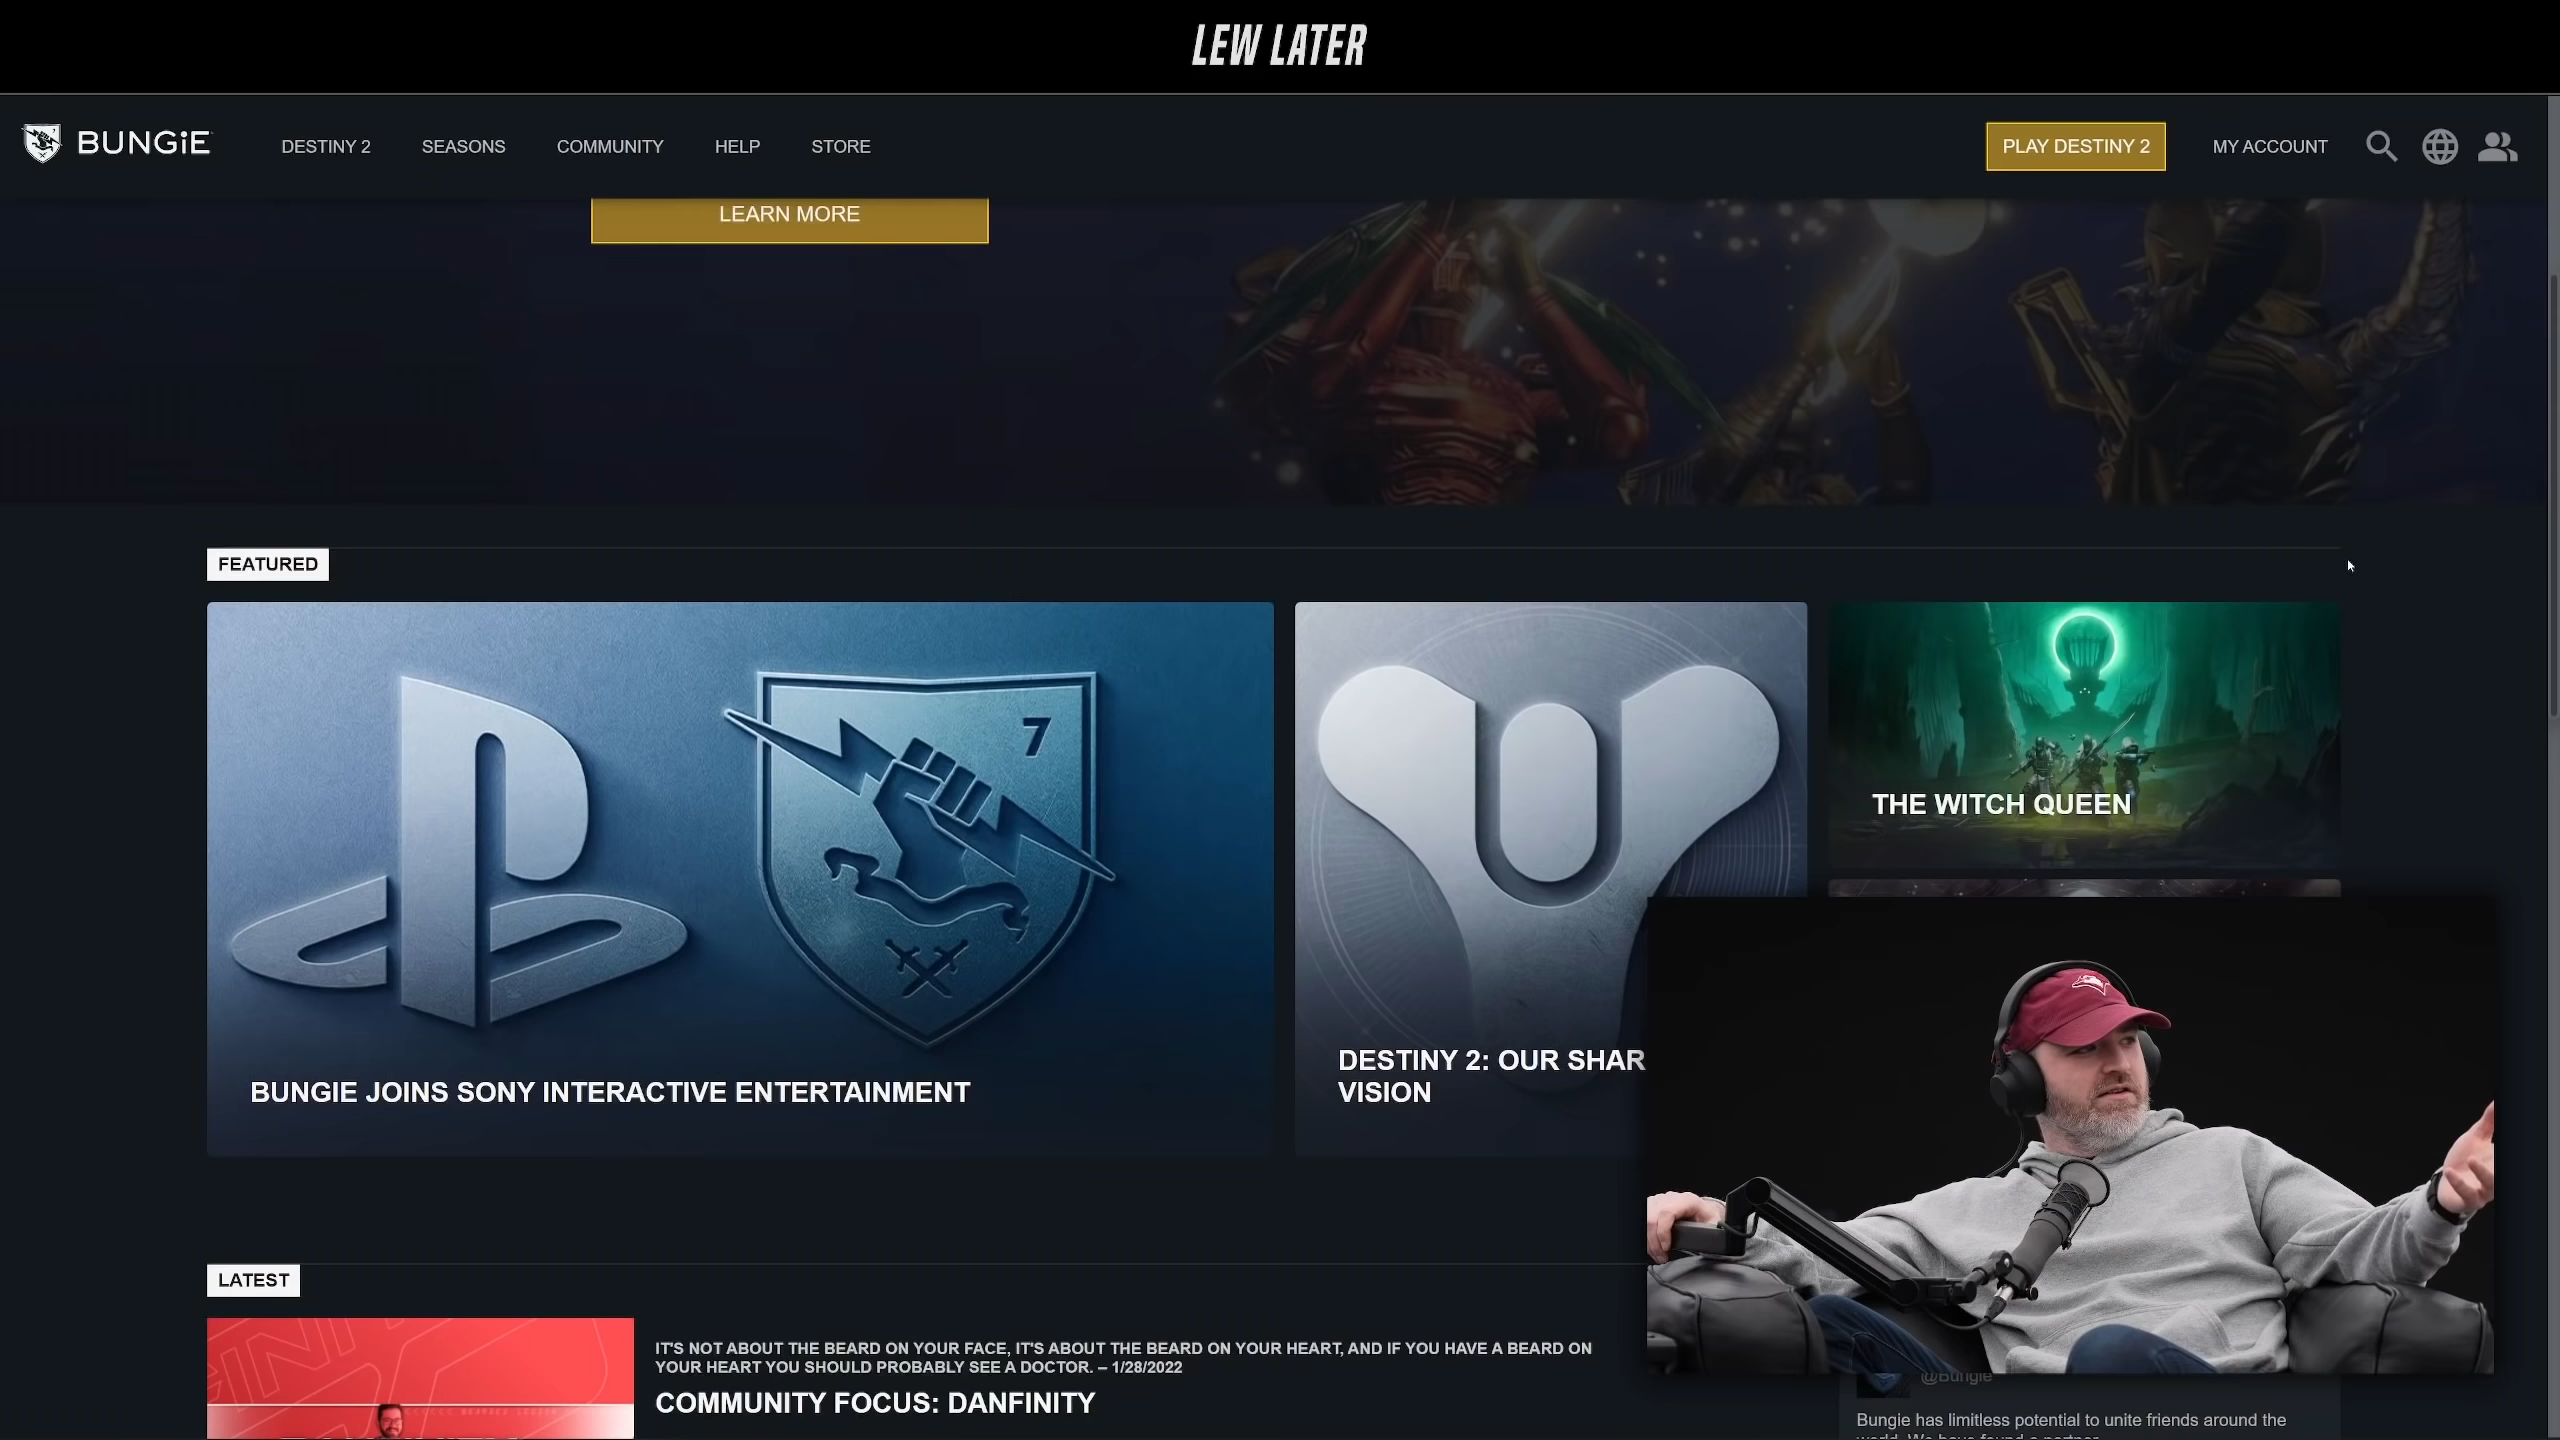 LEW LATER
BUNGiE
DESTINY 2
SEASONS
COMMUNITY
HELP
STORE
PLAY DESTINY 2
MY ACCOUNT
LEARN MORE
FEATURED
7
BUNGIE JOINS SONY INTERACTIVE ENTERTAINMENT
DESTINY 2: OUR SHAR
VISION
THE WITCH QUEEN
LATEST
IT'S NOT ABOUT THE BEARD ON YOUR FACE, IT'S ABOUT THE BEARD ON YOUR HEART, AND IF YOU HAVE A BEARD ON
YOUR HEART YOU SHOULD PROBABLY SEE A DOCTOR. – 1/28/2022
COMMUNITY FOCUS: DANFINITY
@Bungie
Bungie has limitless potential to unite friends around the